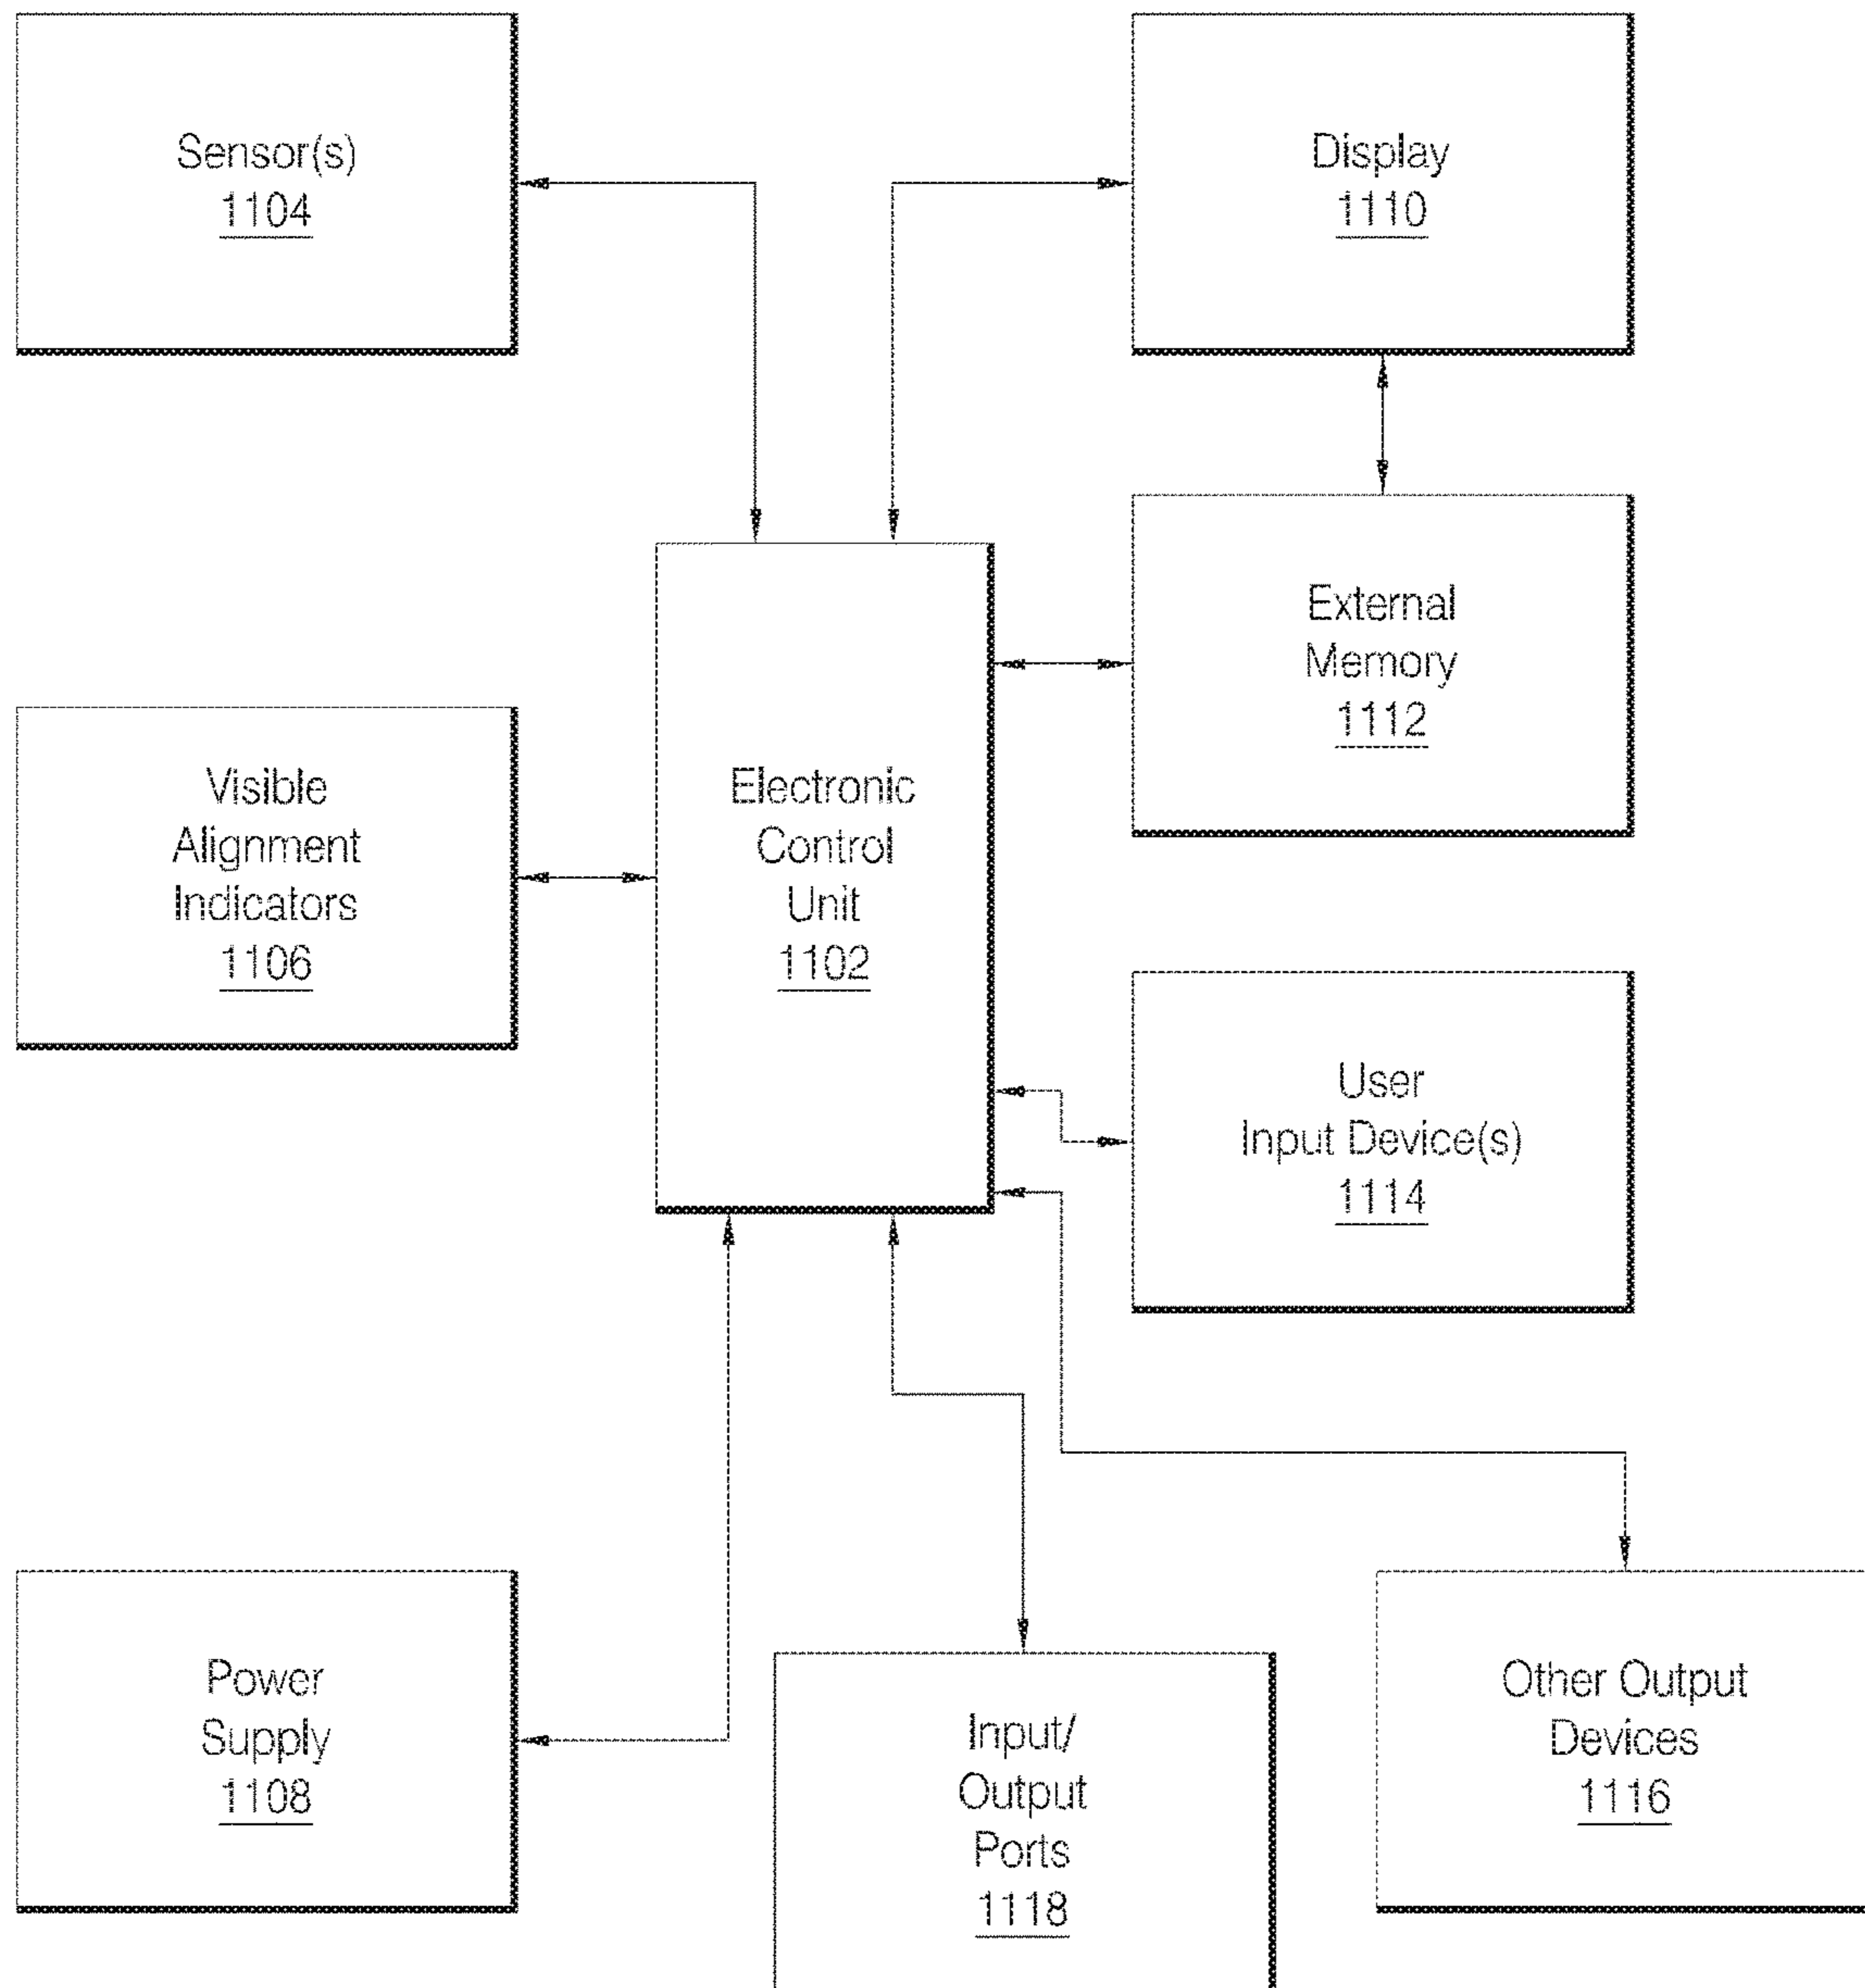 Sensor(s)
1104
Display
1110
External
Memory
1112
Visible
Alignment
Indicators
1106
Electronic
Control
Unit
1102
User
Input Device(s)
1114
Power
Supply
1108
Input/
Output
Ports
1118
Other Output
Devices
1116